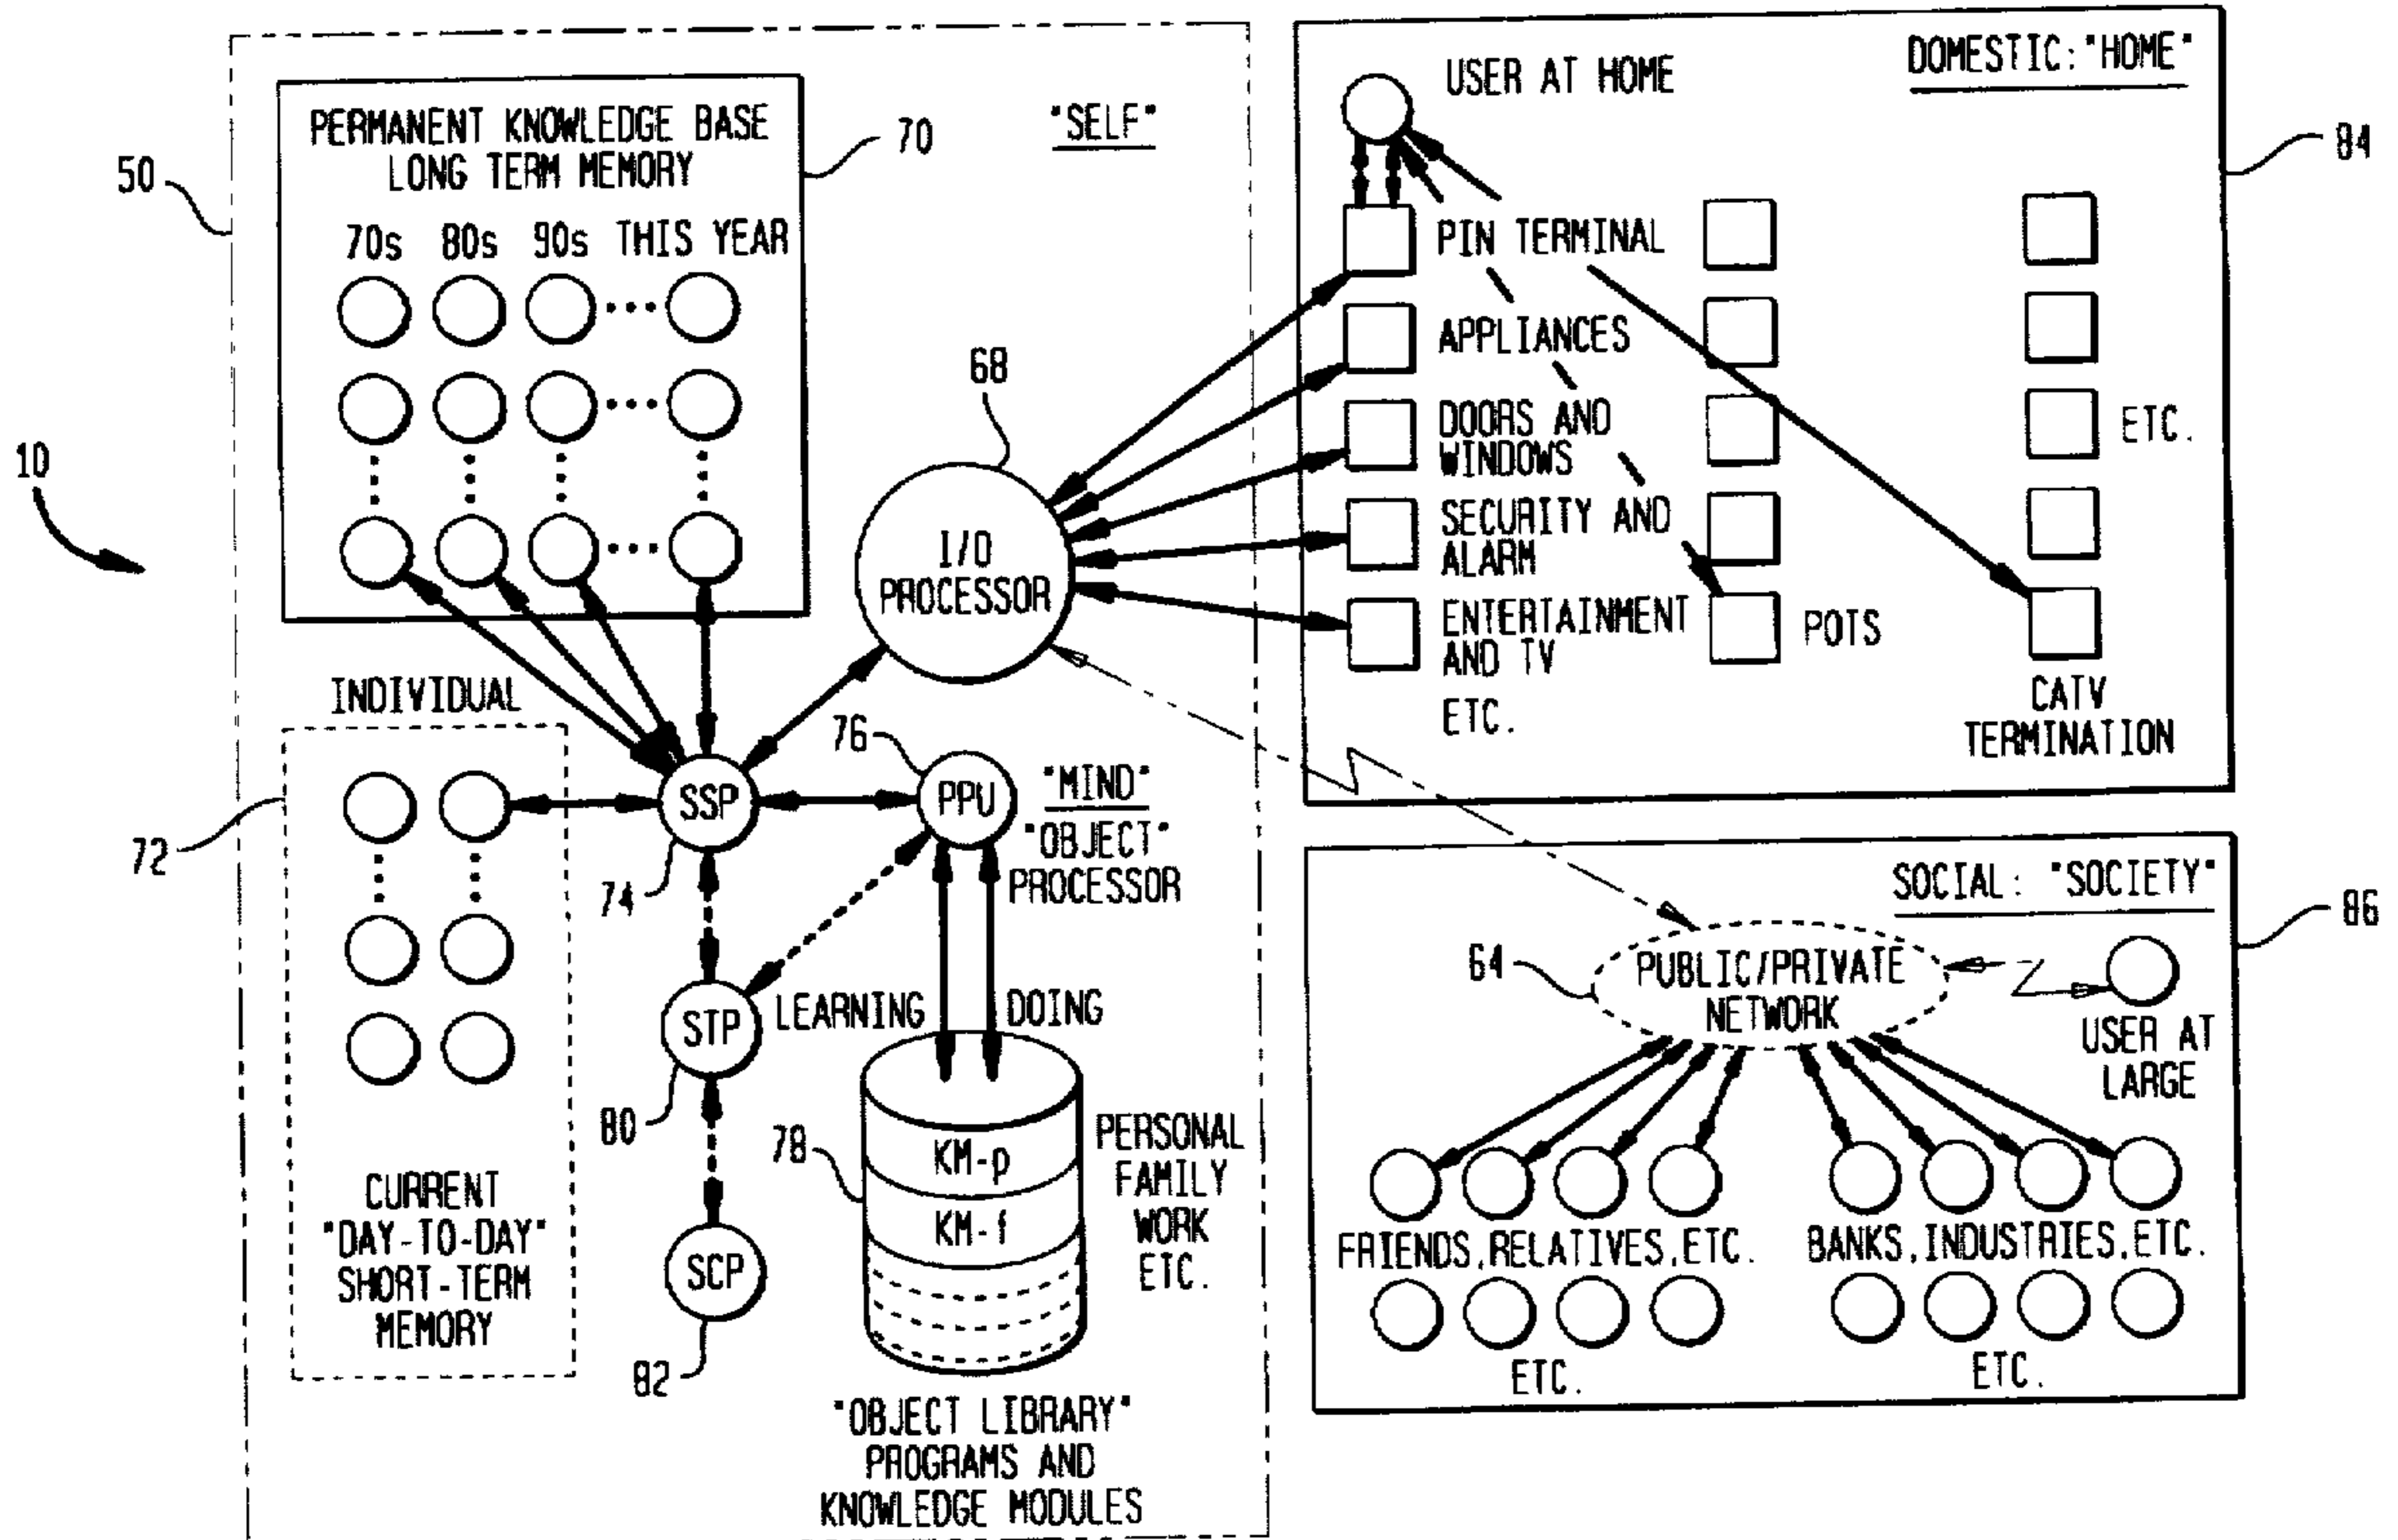 50
10
PERMANENT KNOWLEDGE BASE
LONG TERM MEMORY
70s 80s 90s THIS YEAR
70
"SELF"
68
I/O
PROCESSOR
INDIVIDUAL
72
CURRENT
"DAY-TO-DAY"
SHORT-TERM
MEMORY
SSP
74
76
PPU
"MIND"
"OBJECT"
PROCESSOR
STP
80
LEARNING
DOING
SCP
82
78
KM-p
KM-f
PERSONAL
FAMILY
WORK
ETC.
"OBJECT LIBRARY"
PROGRAMS AND
KNOWLEDGE MODULES
DOMESTIC: "HOME"
84
USER AT HOME
PIN TERMINAL
APPLIANCES
DOORS AND
WINDOWS
SECURITY AND
ALARM
ENTERTAINMENT
AND TV
ETC.
POTS
ETC.
CATV
TERMINATION
SOCIAL: "SOCIETY"
86
64
PUBLIC/PRIVATE
NETWORK
USER AT
LARGE
FRIENDS, RELATIVES, ETC.
BANKS, INDUSTRIES, ETC.
ETC.
ETC.